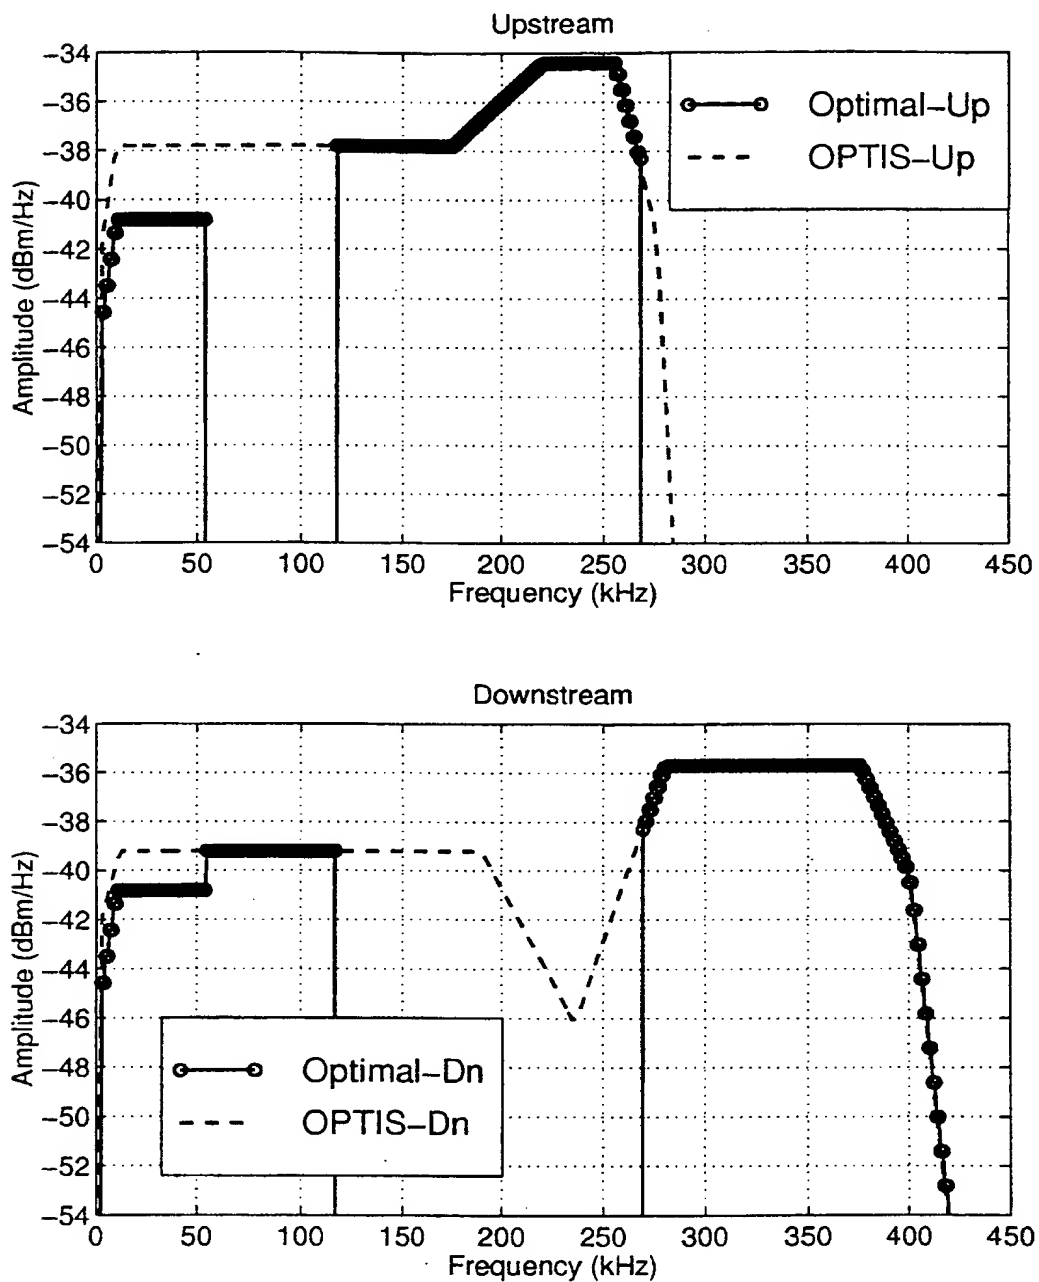 Upstream
Amplitude (dBm/Hz)
−34
−36
−38
−40
−42
−44
−46
−48
−50
−52
−54
Optimal−Up
OPTIS−Up
0 50 100 150 200 250 300 350 400 450
Frequency (kHz)
Downstream
Amplitude (dBm/Hz)
−34
−36
−38
−40
−42
−44
−46
−48
−50
−52
−54
Optimal−Dn
OPTIS−Dn
0 50 100 150 200 250 300 350 400 450
Frequency (kHz)